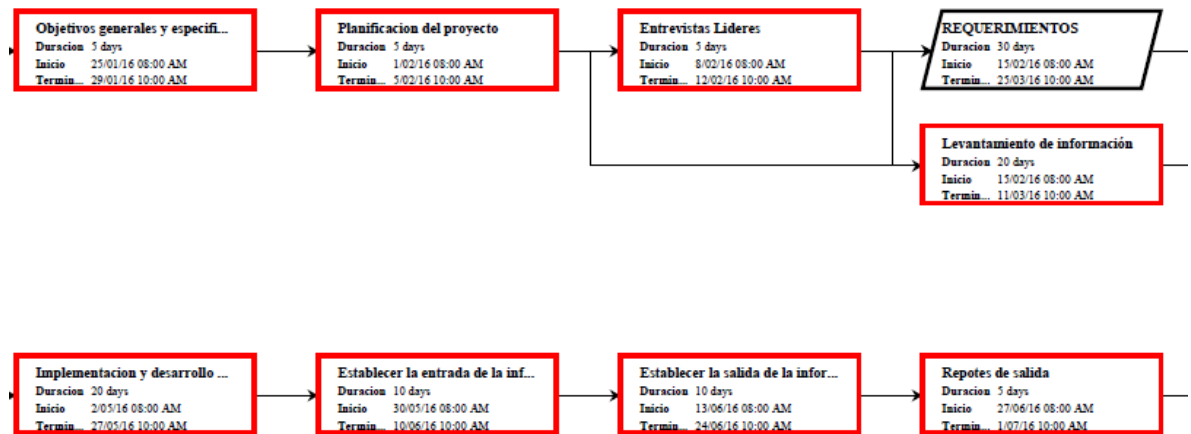 Objetivos generales y especifi...
Duracion 5 days
Inicio 25/01/16 08:00 AM
Termin... 29/01/16 10:00 AM
Planificacion del proyecto
Duracion 5 days
Inicio 1/02/16 08:00 AM
Termin... 5/02/16 10:00 AM
Entrevistas Lideres
Duracion 5 days
Inicio 8/02/16 08:00 AM
Termin... 12/02/16 10:00 AM
REQUERIMIENTOS
Duracion 30 days
Inicio 15/02/16 08:00 AM
Termin... 25/03/16 10:00 AM
Levantamiento de información
Duracion 20 days
Inicio 15/02/16 08:00 AM
Termin... 11/03/16 10:00 AM
Implementacion y desarrollo ...
Duracion 20 days
Inicio 2/05/16 08:00 AM
Termin... 27/05/16 10:00 AM
Establecer la entrada de la inf...
Duracion 10 days
Inicio 30/05/16 08:00 AM
Termin... 10/06/16 10:00 AM
Establecer la salida de la infor...
Duracion 10 days
Inicio 13/06/16 08:00 AM
Termin... 24/06/16 10:00 AM
Repotes de salida
Duracion 5 days
Inicio 27/06/16 08:00 AM
Termin... 1/07/16 10:00 AM